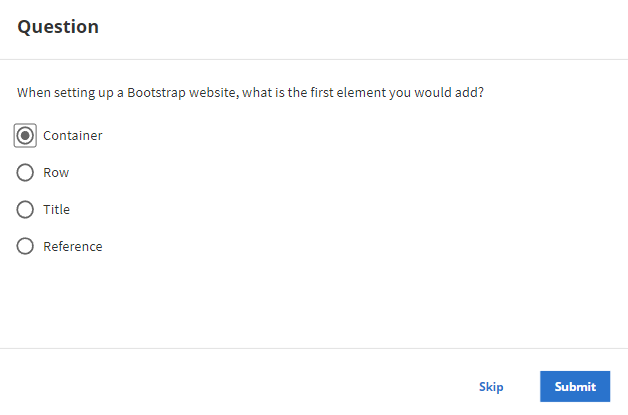 Question
When setting up a Bootstrap website, what is the first element you would add?
Container
Row
Title
Reference
Skip
Submit